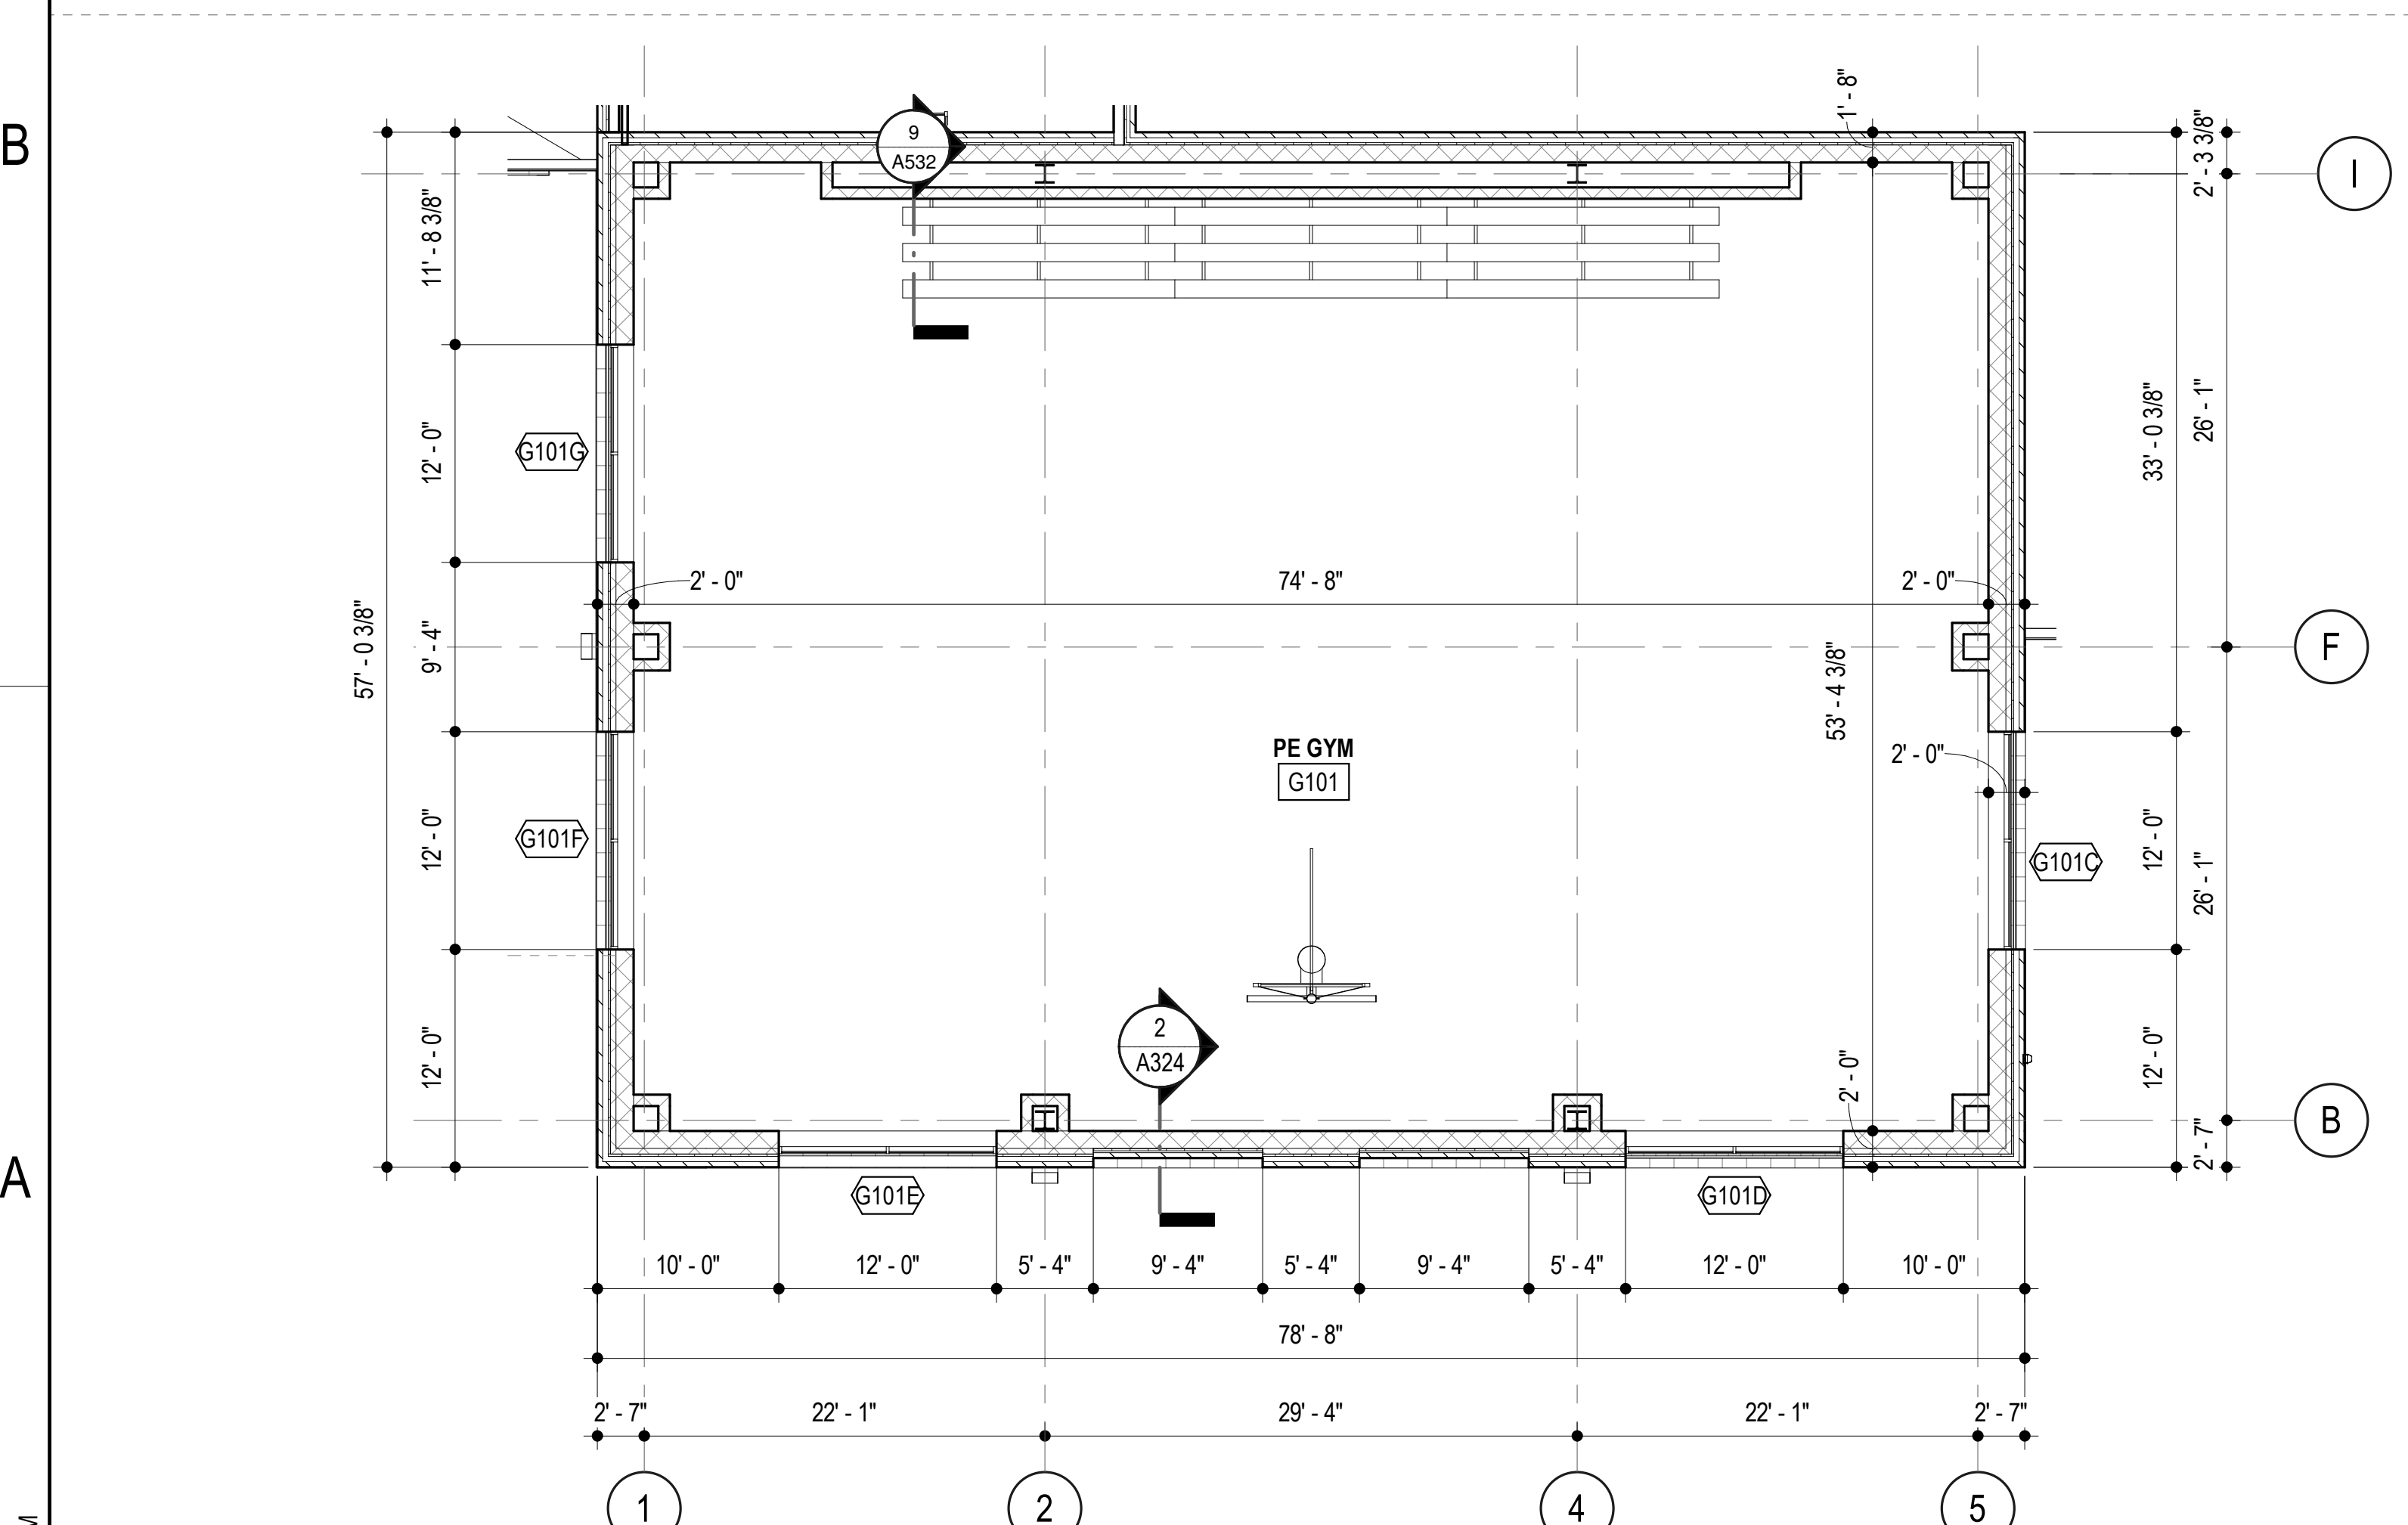 B
9
A532
1' - 8"
2' - 3 3/8"
I
11' - 8 3/8"
12' - 0"
G101G
33' - 0 3/8"
26' - 1"
2' - 0"
74' - 8"
2' - 0"
57' - 0 3/8"
9' - 4"
53' - 4 3/8"
F
PE GYM
G101
2' - 0"
12' - 0"
G101F
12' - 0"
G101C
26' - 1"
2
A324
12' - 0"
2' - 0"
12' - 0"
B
2' - 7"
A
G101E
G101D
10' - 0"
12' - 0"
5' - 4"
9' - 4"
5' - 4"
9' - 4"
5' - 4"
12' - 0"
10' - 0"
78' - 8"
2' - 7"
22' - 1"
29' - 4"
22' - 1"
2' - 7"
1
2
4
5
M